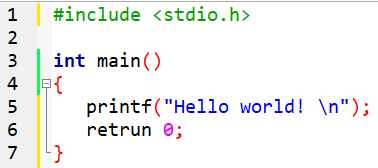 1 #include <stdio.h>
2
3 int main()
4 {
5 printf("Hello world! \n");
6 retrun 0;
7 }